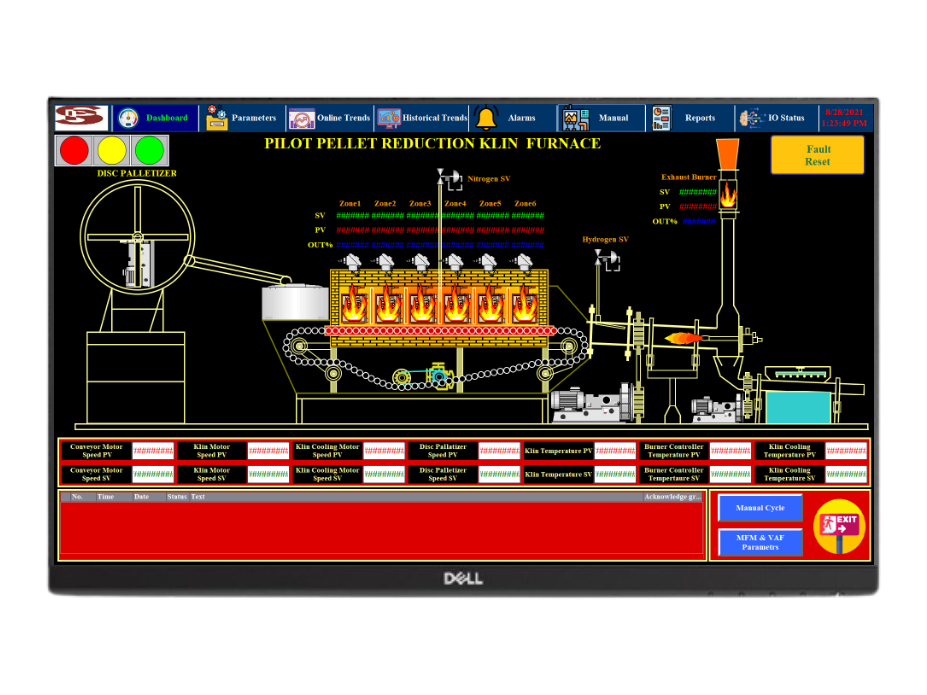 Dashboard
Parameters
Online Trends
Historical Trends
Alarms
Manual
Reports
IO Status
8/28/2021
1:23:49 PM
PILOT PELLET REDUCTION KLIN FURNACE
Fault
Reset
DISC PALLETIZER
Nitrogen SV
Exhaust Burner
SV ########
PV ########
OUT% ########
Zone1 Zone2 Zone3 Zone4 Zone5 Zone6
SV ####### ####### ####### ####### ####### #######
PV ####### ####### ####### ####### ####### #######
OUT% ####### ####### ####### ####### ####### #######
Hydrogen SV
Conveyor Motor
Speed PV
#########
Klin Motor
Speed PV
#########
Klin Cooling Motor
Speed PV
#########
Disc Pallatizer
Speed PV
#########
Klin Temperature PV
#########
Burner Controller
Temperature PV
#########
Klin Cooling
Temperature PV
#########
Conveyor Motor
Speed SV
#########
Klin Motor
Speed SV
#########
Klin Cooling Motor
Speed SV
#########
Disc Palletizer
Speed SV
#########
Klin Temperature SV
#########
Burner Controller
Tempertaure SV
#########
Klin Cooling
Temperature SV
#########
No. Time Date Status Text Acknowledge gr...
Manual Cycle
MFM & VAF
Parametrs
EXIT
DELL